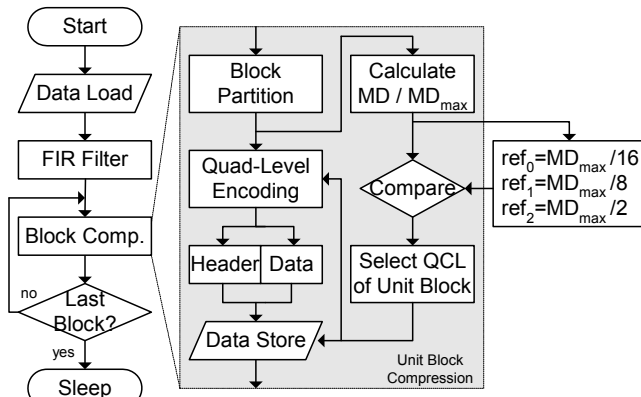 Start
Data Load
FIR Filter
Block Comp.
no
Last
Block?
yes
Sleep
Block
Partition
Quad-Level
Encoding
Header
Data
Data Store
Calculate
MD / MDmax
Compare
Select QCL
of Unit Block
ref0=MDmax/16
ref1=MDmax/8
ref2=MDmax/2
Unit Block
Compression